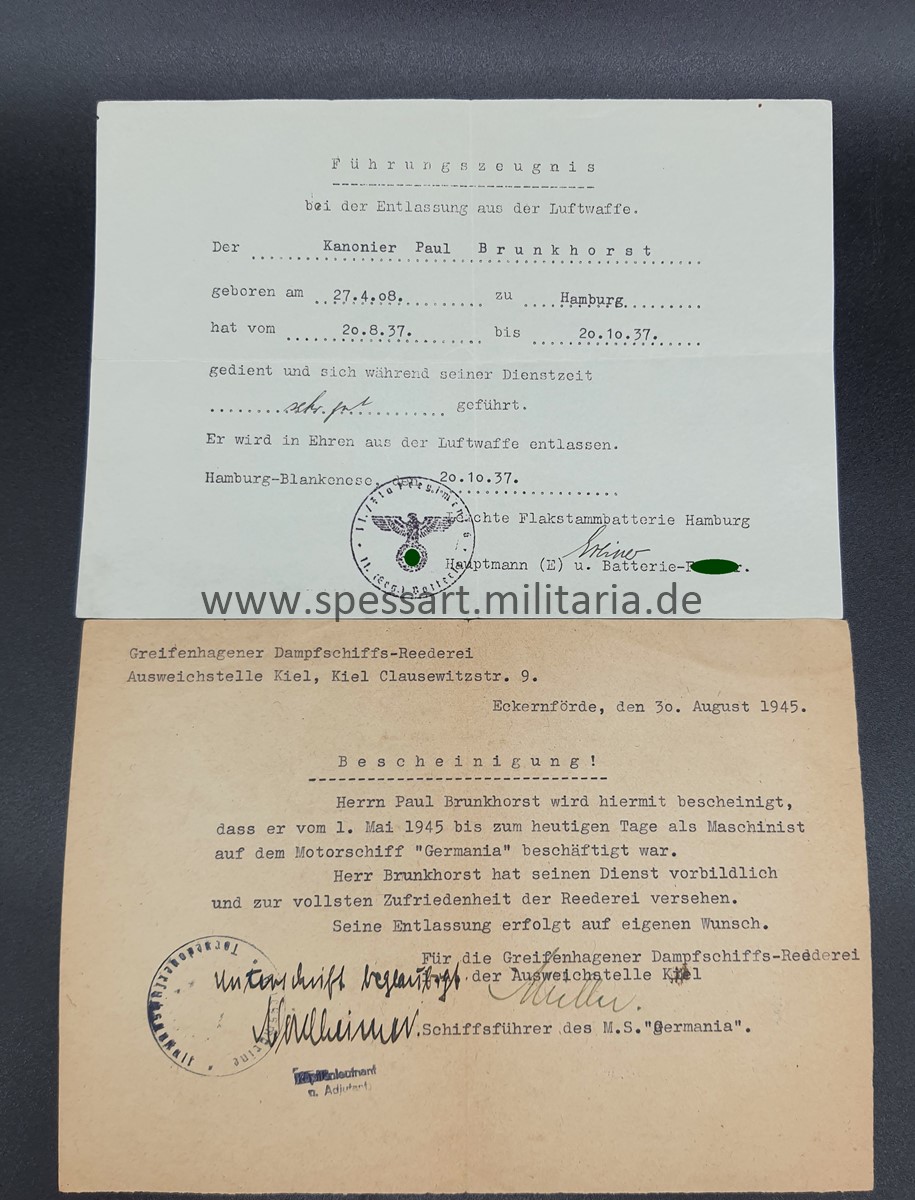 Führungszeugnis
bei der Entlassung aus der Luftwaffe.
Der Kanonier Paul Brunkhorst
geboren am 27.4.08. zu Hamburg
hat vom 20.8.37. bis 20.10.37.
gedient und sich während seiner Dienstzeit
sehr gut geführt.
Er wird in Ehren aus der Luftwaffe entlassen.
Hamburg-Blankenese, den 20.10.37.
Leichte Flakstammbatterie Hamburg
Hauptmann (E) u. Batterie-
www.spessart.militaria.de
Greifenhagener Dampfschiffs-Reederei
Ausweichstelle Kiel, Kiel Clausewitzstr. 9.
Eckernförde, den 30. August 1945.
Bescheinigung!
Herrn Paul Brunkhorst wird hiermit bescheinigt,
dass er vom 1. Mai 1945 bis zum heutigen Tage als Maschinist
auf dem Motorschiff "Germania" beschäftigt war.
Herr Brunkhorst hat seinen Dienst vorbildlich
und zur vollsten Zufriedenheit der Reederei versehen.
Seine Entlassung erfolgt auf eigenen Wunsch.
Für die Greifenhagener Dampfschiffs-Reederei
der Ausweichstelle Kiel
Unterschrift beglaubigt
Müller.
Schiffsführer des M.S."Germania".
u. Adjutant.